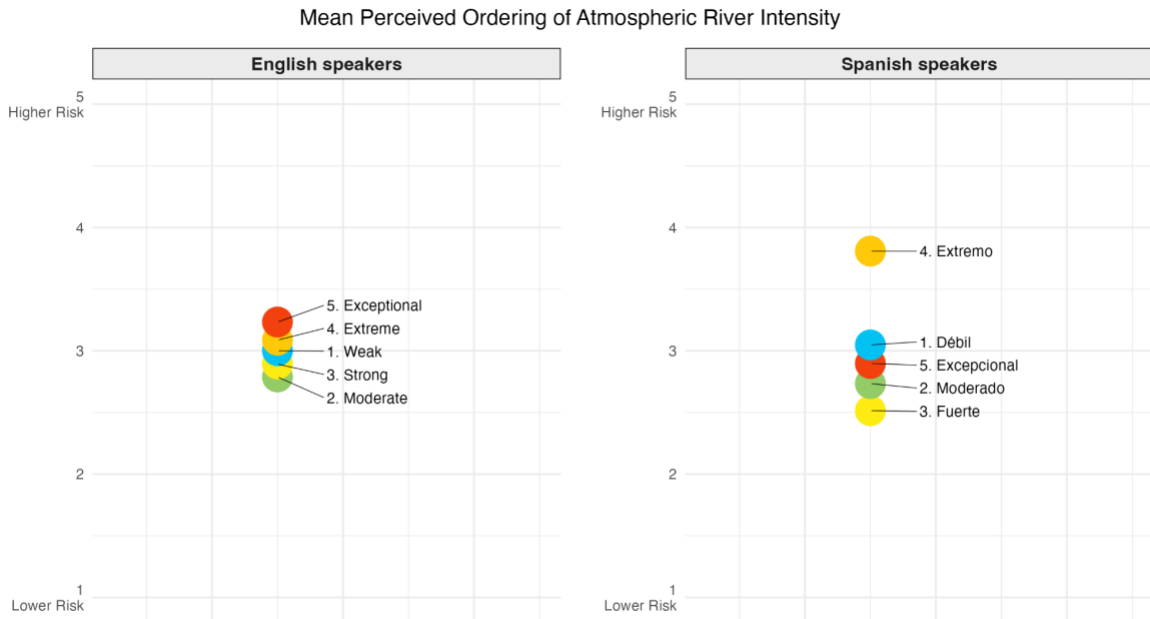 Mean Perceived Ordering of Atmospheric River Intensity
English speakers
5
Higher Risk
4
3
2
1
Lower Risk
5. Exceptional
4. Extreme
1. Weak
3. Strong
2. Moderate
Spanish speakers
5
Higher Risk
4
3
2
1
Lower Risk
4. Extremo
1. Débil
5. Excepcional
2. Moderado
3. Fuerte